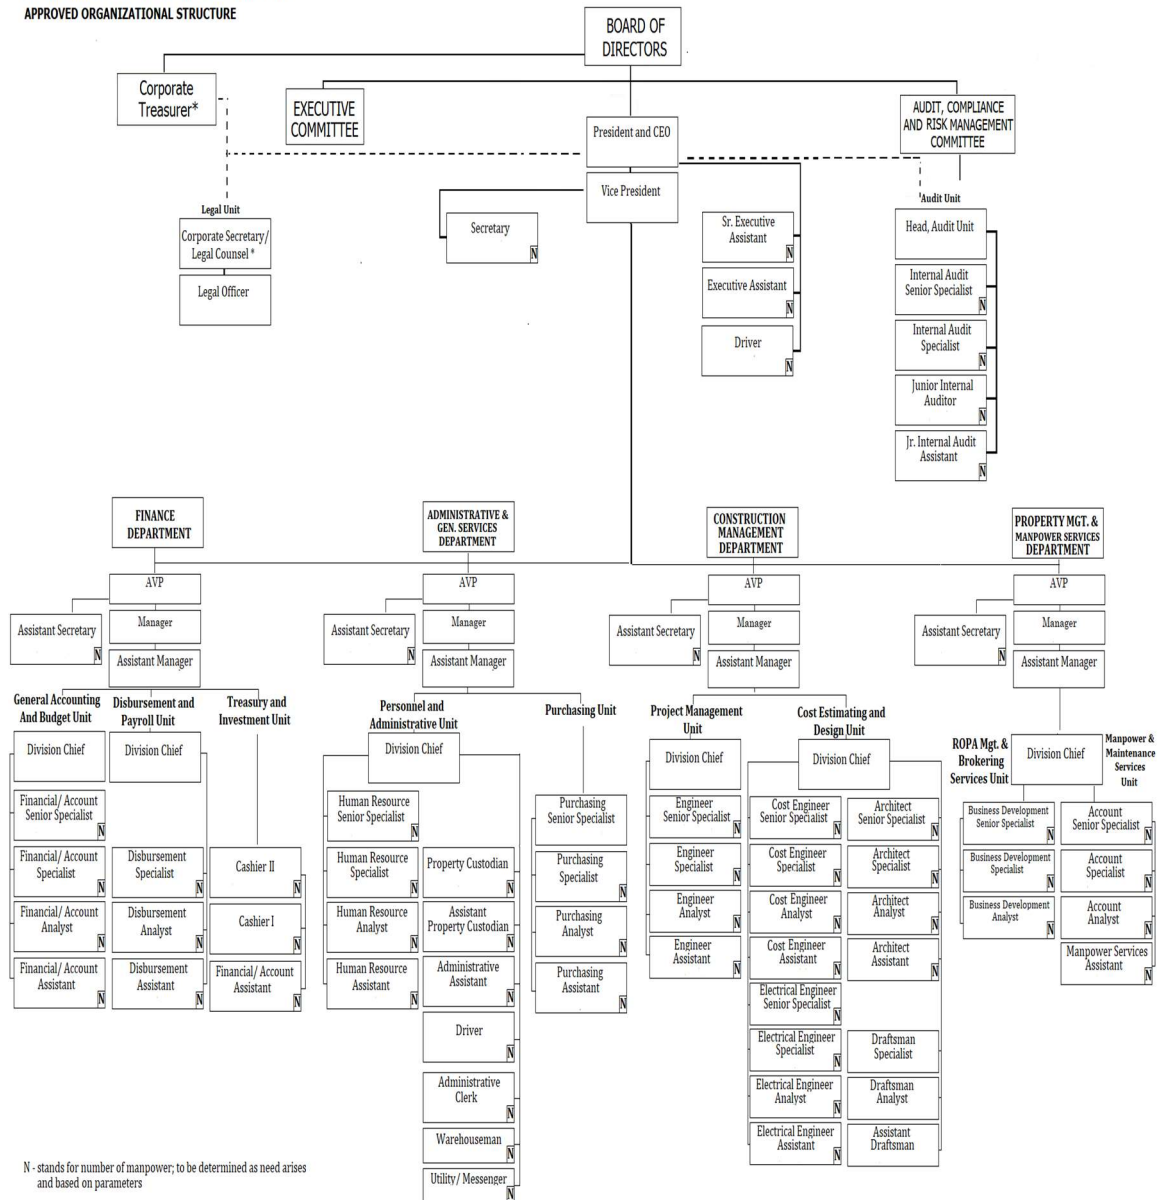 APPROVED ORGANIZATIONAL STRUCTURE
BOARD OF
DIRECTORS
Corporate
Treasurer*
EXECUTIVE
COMMITTEE
AUDIT, COMPLIANCE
AND RISK MANAGEMENT
COMMITTEE
President and CEO
Vice President
Legal Unit
Corporate Secretary/
Legal Counsel *
Legal Officer
Secretary
N
Sr. Executive
Assistant
N
Executive Assistant
N
Driver
N
Audit Unit
Head, Audit Unit
Internal Audit
Senior Specialist
N
Internal Audit
Specialist
N
Junior Internal
Auditor
N
Jr. Internal Audit
Assistant
N
FINANCE
DEPARTMENT
AVP
Manager
Assistant Manager
Assistant Secretary
N
General Accounting
And Budget Unit
Division Chief
Financial/ Account
Senior Specialist
N
Financial/ Account
Specialist
N
Financial/ Account
Analyst
N
Financial/ Account
Assistant
N
Disbursement and
Payroll Unit
Division Chief
Disbursement
Specialist
N
Disbursement
Analyst
N
Disbursement
Assistant
N
Treasury and
Investment Unit
Cashier II
N
Cashier I
N
Financial/ Account
Assistant
N
ADMINISTRATIVE &
GEN. SERVICES
DEPARTMENT
AVP
Manager
Assistant Manager
Assistant Secretary
N
Personnel and
Administrative Unit
Division Chief
Human Resource
Senior Specialist
N
Human Resource
Specialist
N
Human Resource
Analyst
N
Human Resource
Assistant
N
Property Custodian
N
Assistant
Property Custodian
N
Administrative
Assistant
N
Driver
N
Administrative
Clerk
N
Warehouseman
N
Utility/ Messenger
N
Purchasing Unit
Purchasing
Senior Specialist
N
Purchasing
Specialist
N
Purchasing
Analyst
N
Purchasing
Assistant
N
CONSTRUCTION
MANAGEMENT
DEPARTMENT
AVP
Manager
Assistant Manager
Assistant Secretary
N
Project Management
Unit
Division Chief
Engineer
Senior Specialist
N
Engineer
Specialist
N
Engineer
Analyst
N
Engineer
Assistant
N
Cost Estimating and
Design Unit
Division Chief
Cost Engineer
Senior Specialist
N
Cost Engineer
Specialist
N
Cost Engineer
Analyst
N
Cost Engineer
Assistant
N
Electrical Engineer
Senior Specialist
N
Electrical Engineer
Specialist
N
Electrical Engineer
Analyst
N
Electrical Engineer
Assistant
N
Architect
Senior Specialist
N
Architect
Specialist
N
Architect
Analyst
N
Architect
Assistant
N
Draftsman
Specialist
Draftsman
Analyst
Assistant
Draftsman
PROPERTY MGT. &
MANPOWER SERVICES
DEPARTMENT
AVP
Manager
Assistant Manager
Assistant Secretary
N
ROPA Mgt. &
Brokering
Services Unit
Division Chief
Manpower &
Maintenance
Services
Unit
Business Development
Senior Specialist
N
Business Development
Specialist
N
Business Development
Analyst
N
Account
Senior Specialist
N
Account
Specialist
N
Account
Analyst
N
Manpower Services
Assistant
N
N - stands for number of manpower; to be determined as need arises
and based on parameters